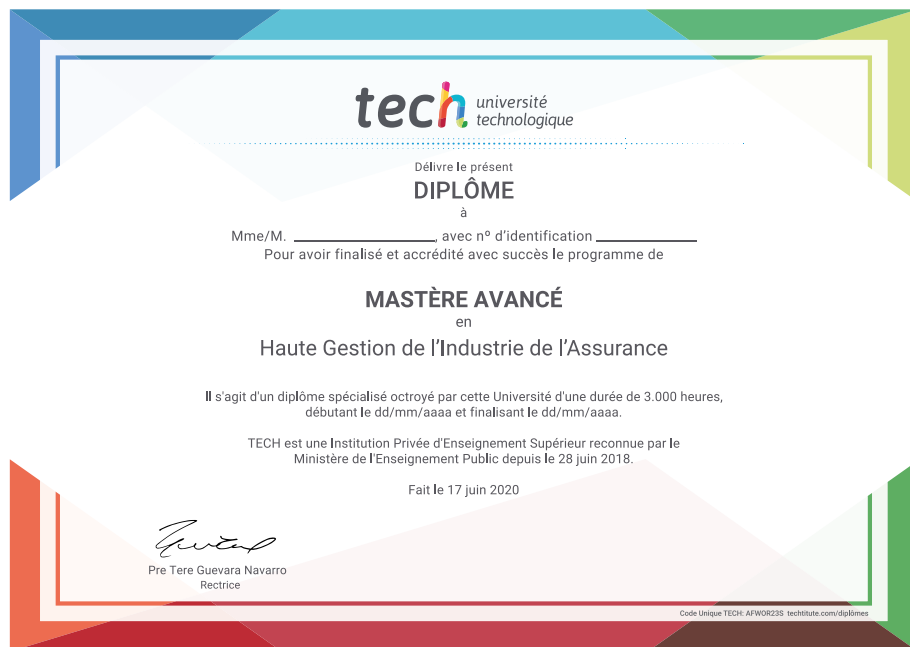 tech université
technologique
Délivre le présent
DIPLÔME
à
Mme/M. ____________, avec nº d'identification ____________
Pour avoir finalisé et accrédité avec succès le programme de
MASTÈRE AVANCÉ
en
Haute Gestion de l'Industrie de l'Assurance
Il s'agit d'un diplôme spécialisé octroyé par cette Université d'une durée de 3.000 heures,
débutant le dd/mm/aaaa et finalisant le dd/mm/aaaa.
TECH est une Institution Privée d'Enseignement Supérieur reconnue par le
Ministère de l'Enseignement Public depuis le 28 juin 2018.
Fait le 17 juin 2020
Pre Tere Guevara Navarro
Rectrice
Code Unique TECH: AFWOR23S techtitute.com/diplômes